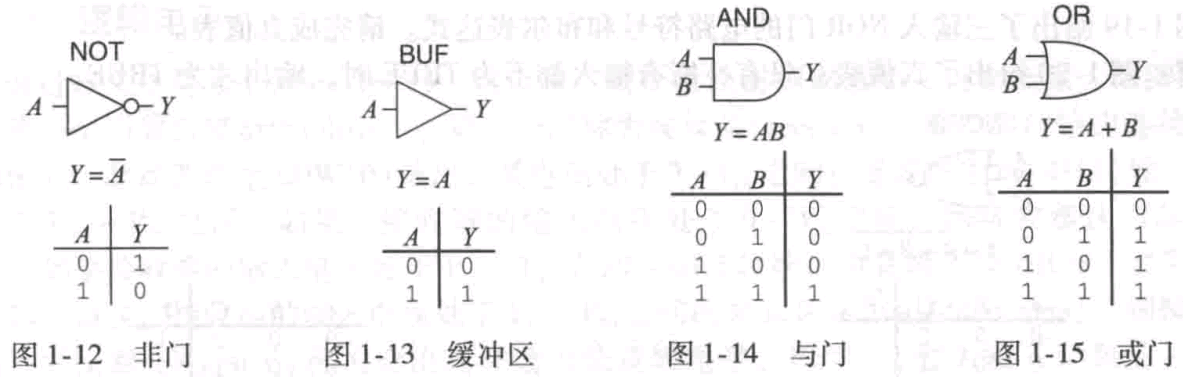 NOT
A Y
Y = A̅
A Y
0 1
1 0
图 1-12 非门
BUF
A Y
Y = A
A Y
0 0
1 1
图 1-13 缓冲区
AND
A
B
Y
Y = AB
A B Y
0 0 0
0 1 0
1 0 0
1 1 1
图 1-14 与门
OR
A
B
Y
Y = A + B
A B Y
0 0 0
0 1 1
1 0 1
1 1 1
图 1-15 或门